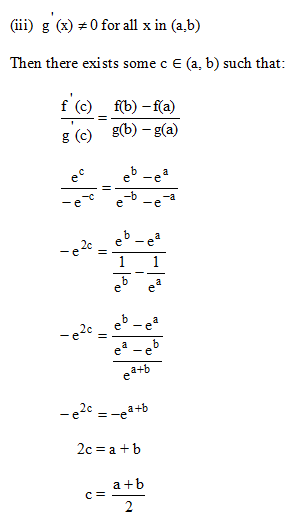 (iii) g'(x) ≠ 0 for all x in (a,b)
Then there exists some c ∈ (a, b) such that:
f'(c) / g'(c) = (f(b) – f(a)) / (g(b) – g(a))
e^c / (–e^(–c)) = (e^b – e^a) / (e^(–b) – e^(–a))
–e^(2c) = (e^b – e^a) / (1/e^b – 1/e^a)
–e^(2c) = (e^b – e^a) / ((e^a – e^b) / e^(a+b))
–e^(2c) = –e^(a+b)
2c = a + b
c = (a + b) / 2